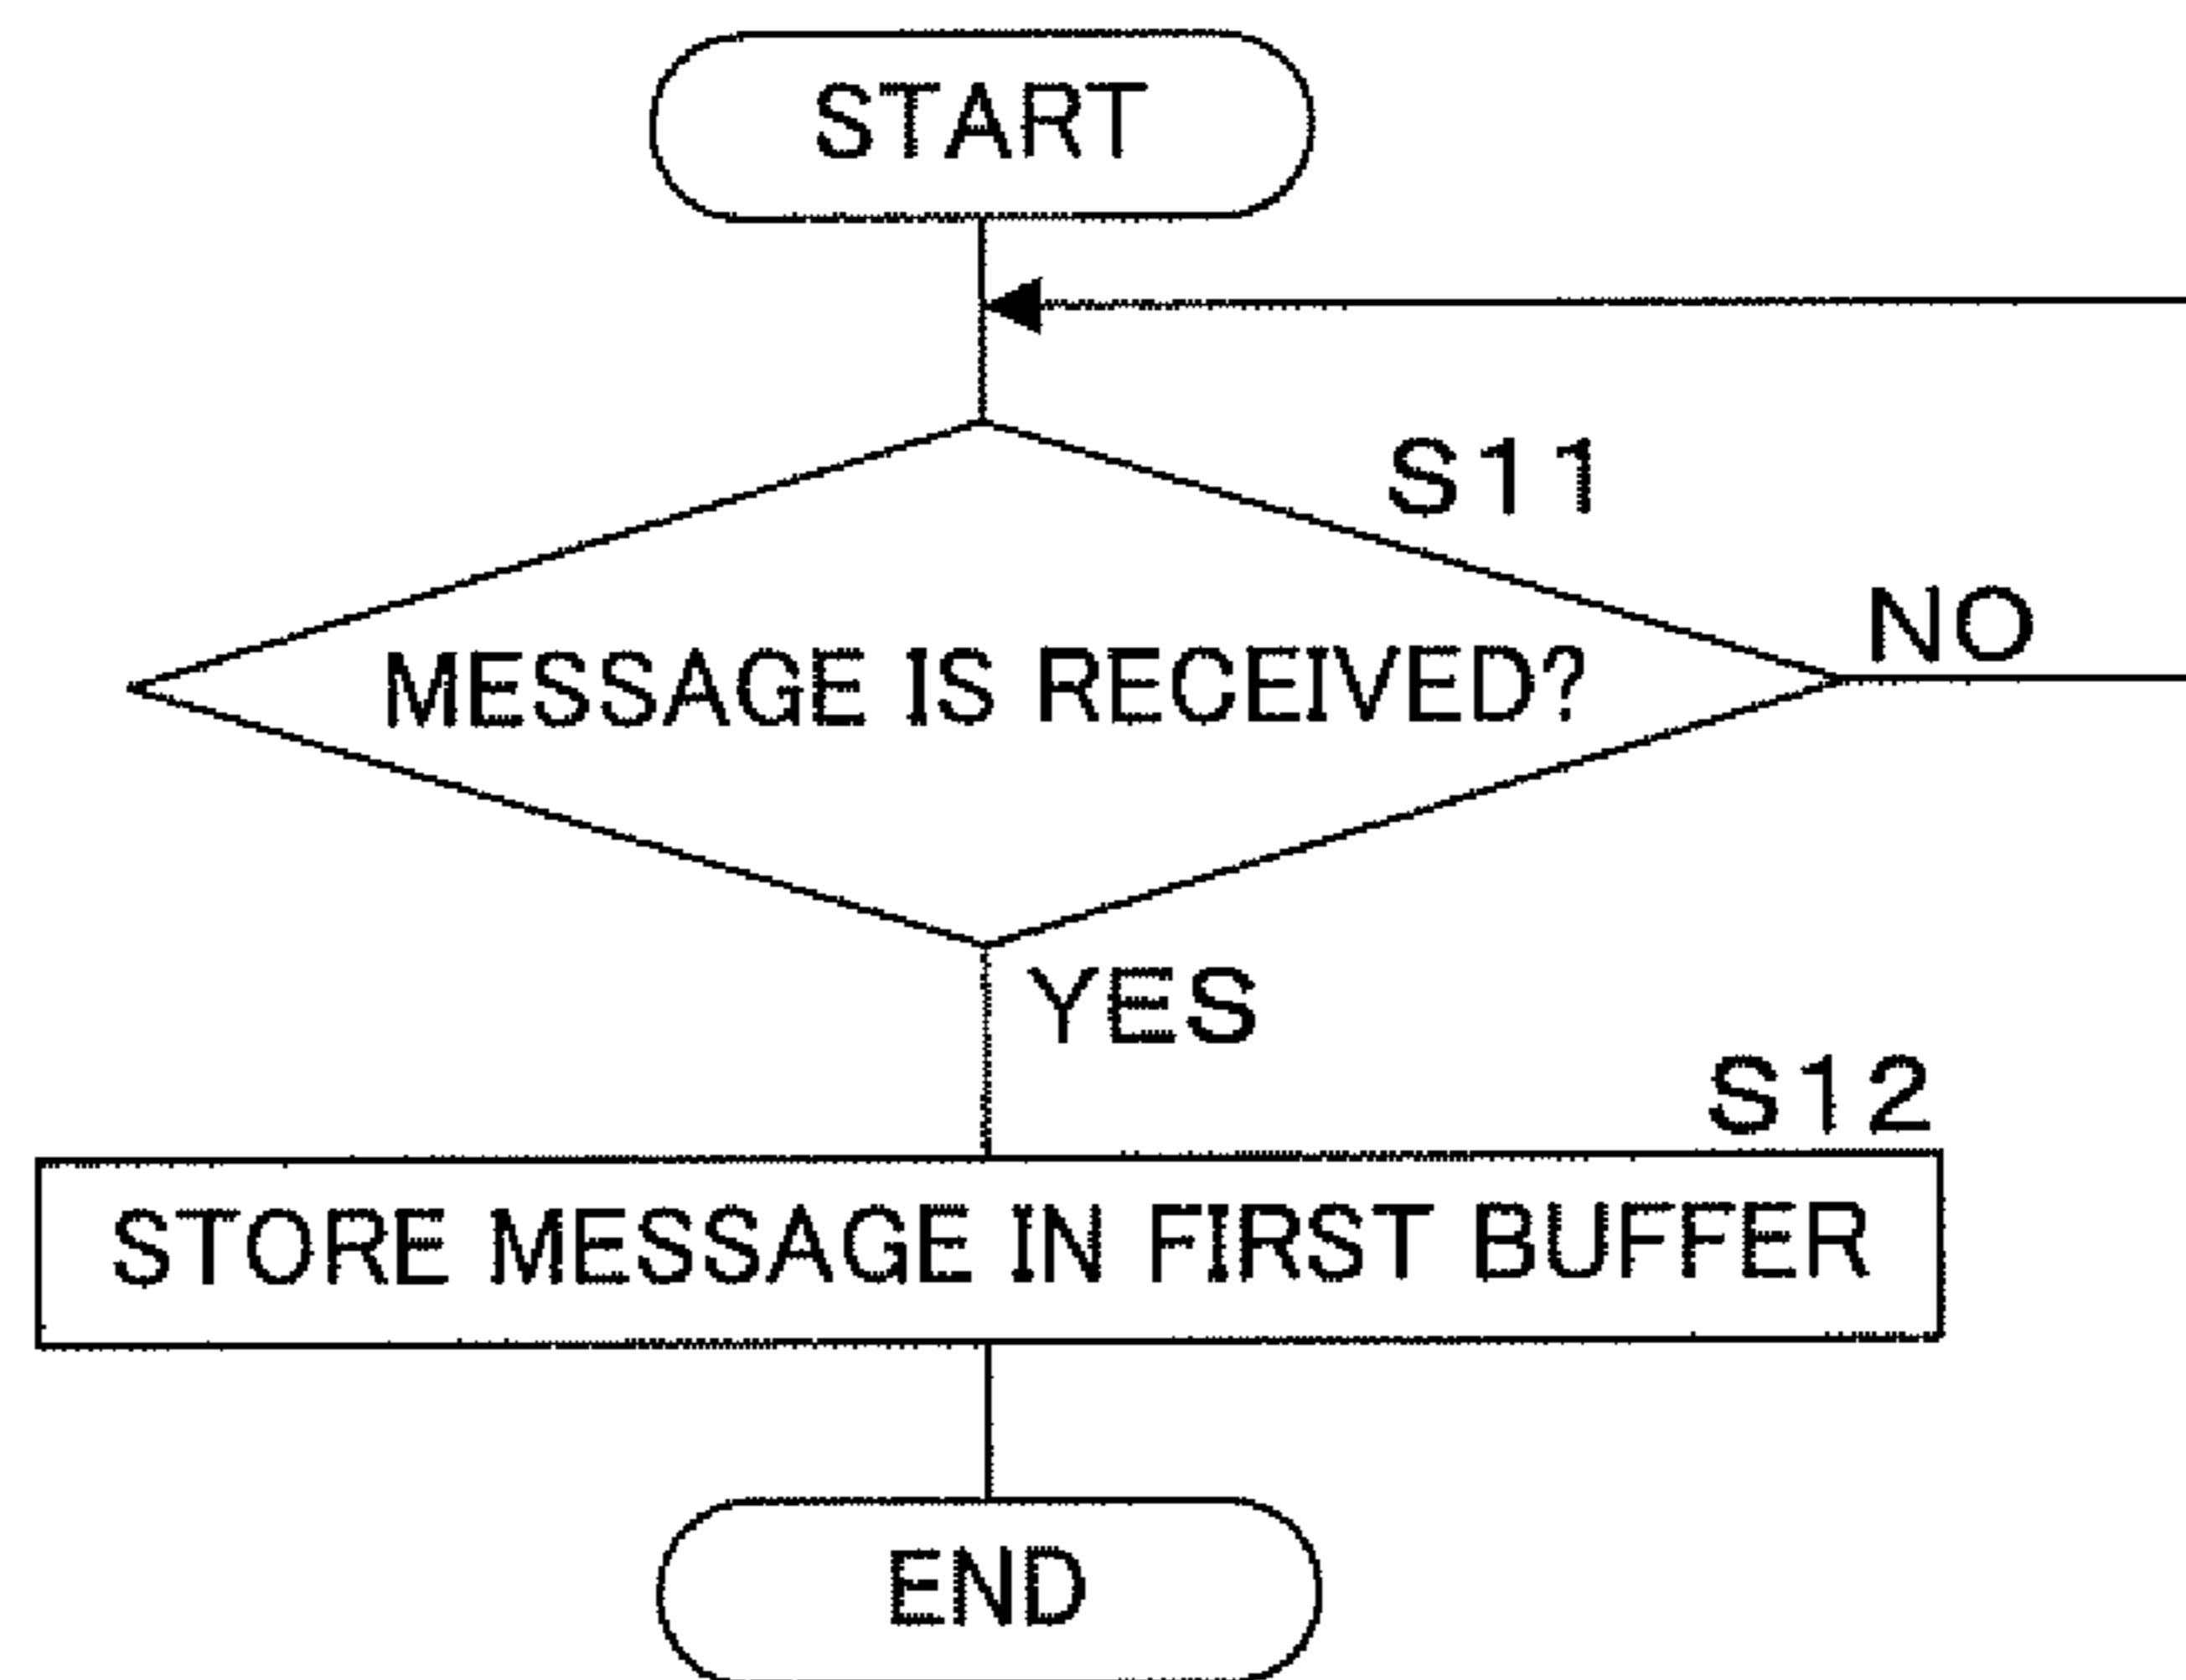 START
S11
NO
MESSAGE IS RECEIVED?
YES
S12
STORE MESSAGE IN FIRST BUFFER
END